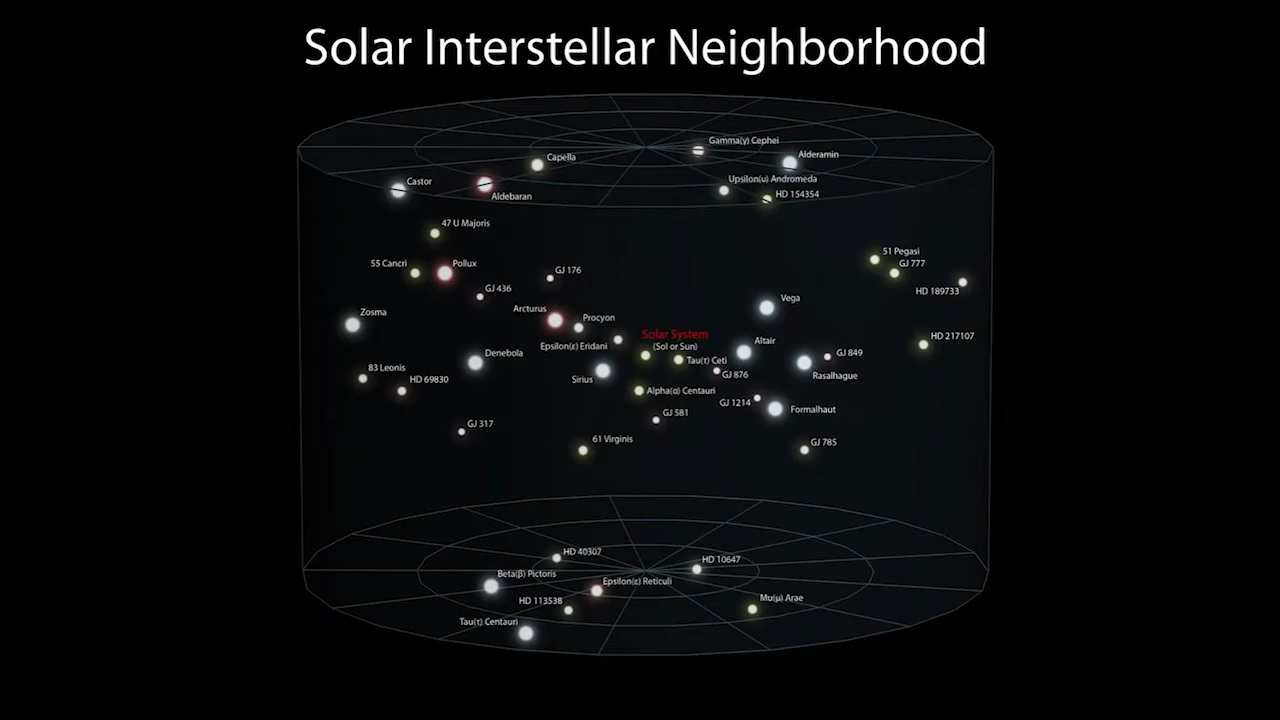 Solar Interstellar Neighborhood
Gamma(γ) Cephei
Capella
Alderamin
Castor
Upsilon(υ) Andromeda
Aldebaran
HD 154354
47 U Majoris
51 Pegasi
55 Cancri
Pollux
GJ 777
GJ 176
GJ 436
HD 189733
Vega
Zosma
Arcturus
Procyon
Solar System
(Sol or Sun)
HD 217107
Altair
Epsilon(ε) Eridani
Denebola
GJ 849
Tau(τ) Ceti
83 Leonis
HD 69830
Sirius
GJ 876
Rasalhague
Alpha(α) Centauri
GJ 1214
Formalhaut
GJ 581
GJ 317
61 Virginis
GJ 785
HD 40307
HD 10647
Beta(β) Pictoris
Epsilon(ε) Reticuli
HD 113538
Mu(μ) Arae
Tau(τ) Centauri